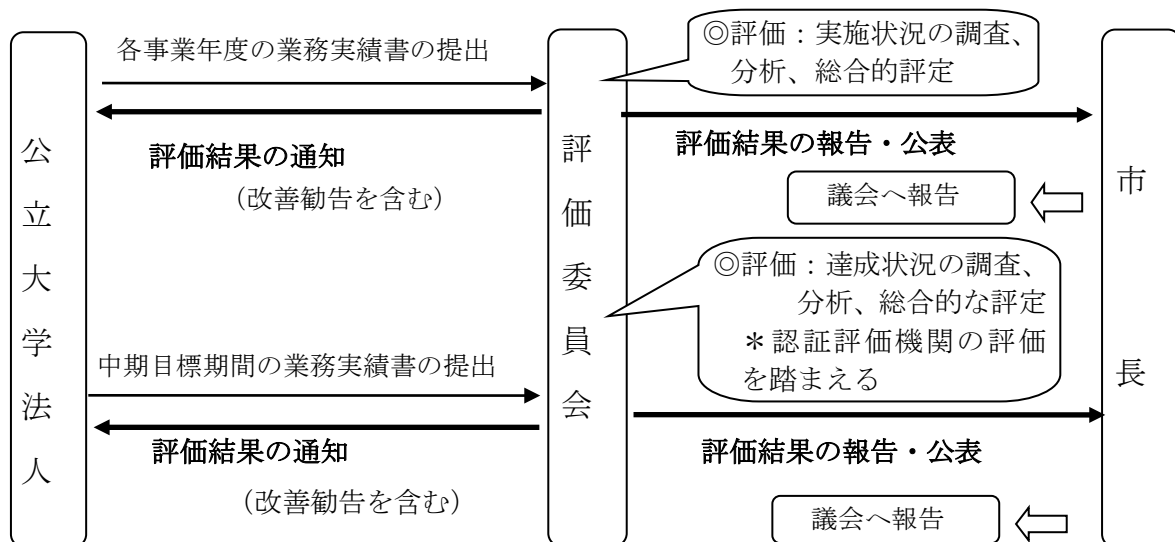 公立大学法人
各事業年度の業務実績書の提出
評価結果の通知
（改善勧告を含む）
中期目標期間の業務実績書の提出
評価結果の通知
（改善勧告を含む）
評価委員会
◎評価：実施状況の調査、
分析、総合的評定
評価結果の報告・公表
議会へ報告
◎評価：達成状況の調査、
分析、総合的な評定
＊認証評価機関の評価
を踏まえる
評価結果の報告・公表
議会へ報告
市長